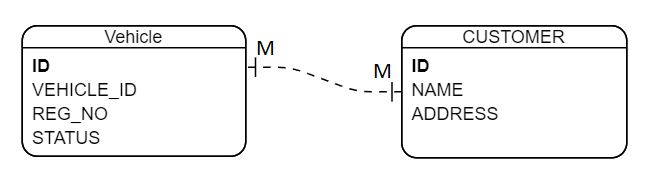 Vehicle
ID
VEHICLE_ID
REG_NO
STATUS
M
M
CUSTOMER
ID
NAME
ADDRESS